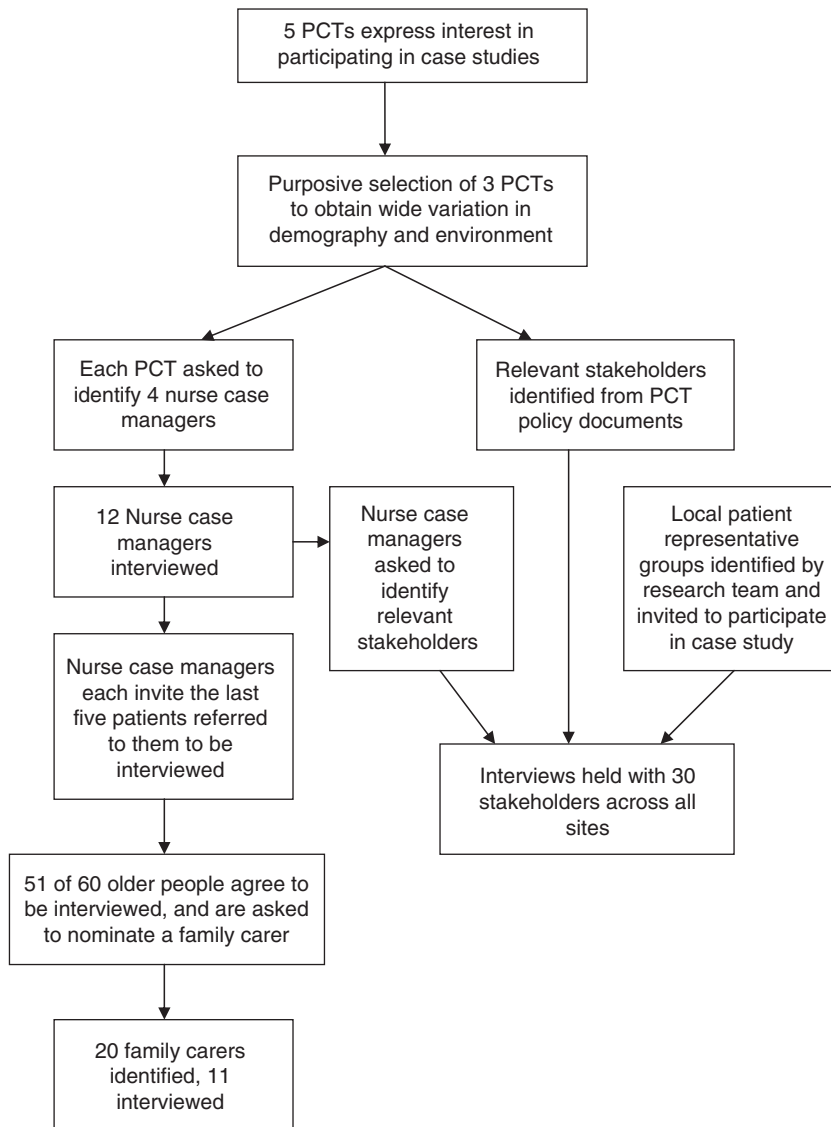 5 PCTs express interest in
participating in case studies
Purposive selection of 3 PCTs
to obtain wide variation in
demography and environment
Each PCT asked to
identify 4 nurse case
managers
Relevant stakeholders
identified from PCT
policy documents
12 Nurse case
managers
interviewed
Nurse case
managers
asked to
identify
relevant
stakeholders
Local patient
representative
groups identified by
research team and
invited to participate
in case study
Nurse case managers
each invite the last
five patients referred
to them to be
interviewed
Interviews held with 30
stakeholders across all
sites
51 of 60 older people agree to
be interviewed, and are asked
to nominate a family carer
20 family carers
identified, 11
interviewed